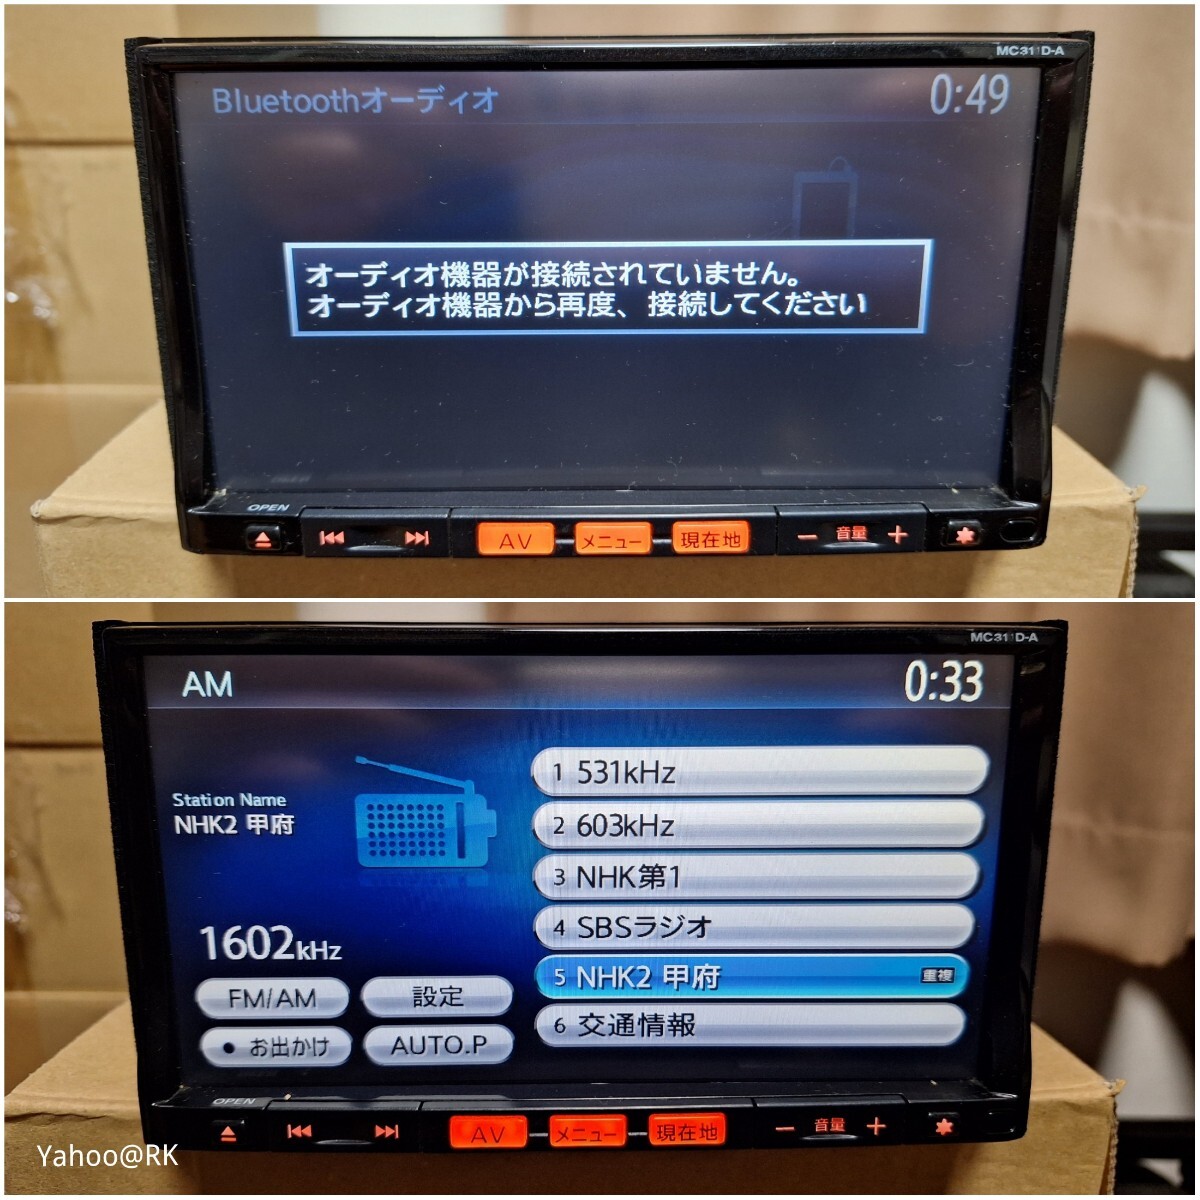 MC311D-A
Bluetoothオーディオ
0:49
オーディオ機器が接続されていません。
オーディオ機器から再度、接続してください
OPEN
AV
メニュー
現在地
音量
MC311D-A
AM
0:33
Station Name
NHK2 甲府
1602kHz
FM/AM
設定
お出かけ
AUTO.P
1 531kHz
2 603kHz
3 NHK第1
4 SBSラジオ
5 NHK2 甲府 重複
6 交通情報
OPEN
AV
メニュー
現在地
音量
Yahoo@RK